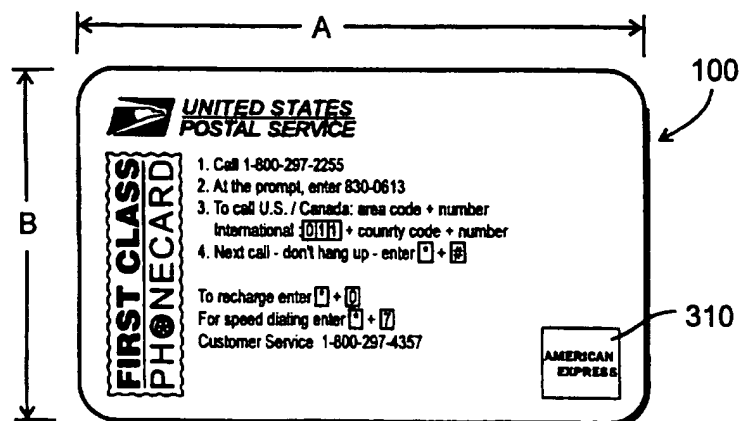 A
B
100
UNITED STATES
POSTAL SERVICE
FIRST CLASS
PHONECARD
1. Call 1-800-297-2255
2. At the prompt, enter 830-0613
3. To call U.S. / Canada: area code + number
International : 011 + counrty code + number
4. Next call - don't hang up - enter * + #
To recharge enter * + 0
For speed dialing enter * + 7
Customer Service 1-800-297-4357
AMERICAN
EXPRESS
310